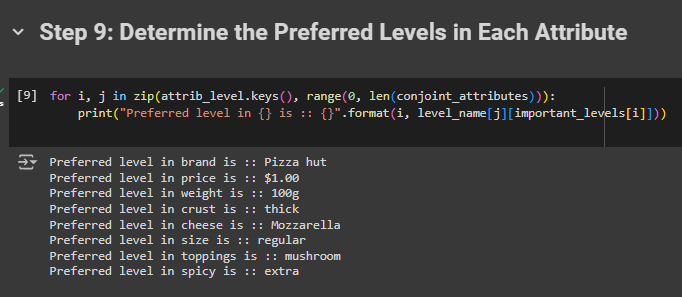 Step 9: Determine the Preferred Levels in Each Attribute
[9] for i, j in zip(attrib_level.keys(), range(0, len(conjoint_attributes))):
print("Preferred level in {} is :: {}".format(i, level_name[j][important_levels[i]]))
s
Preferred level in brand is :: Pizza hut
Preferred level in price is :: $1.00
Preferred level in weight is :: 100g
Preferred level in crust is :: thick
Preferred level in cheese is :: Mozzarella
Preferred level in size is :: regular
Preferred level in toppings is :: mushroom
Preferred level in spicy is :: extra